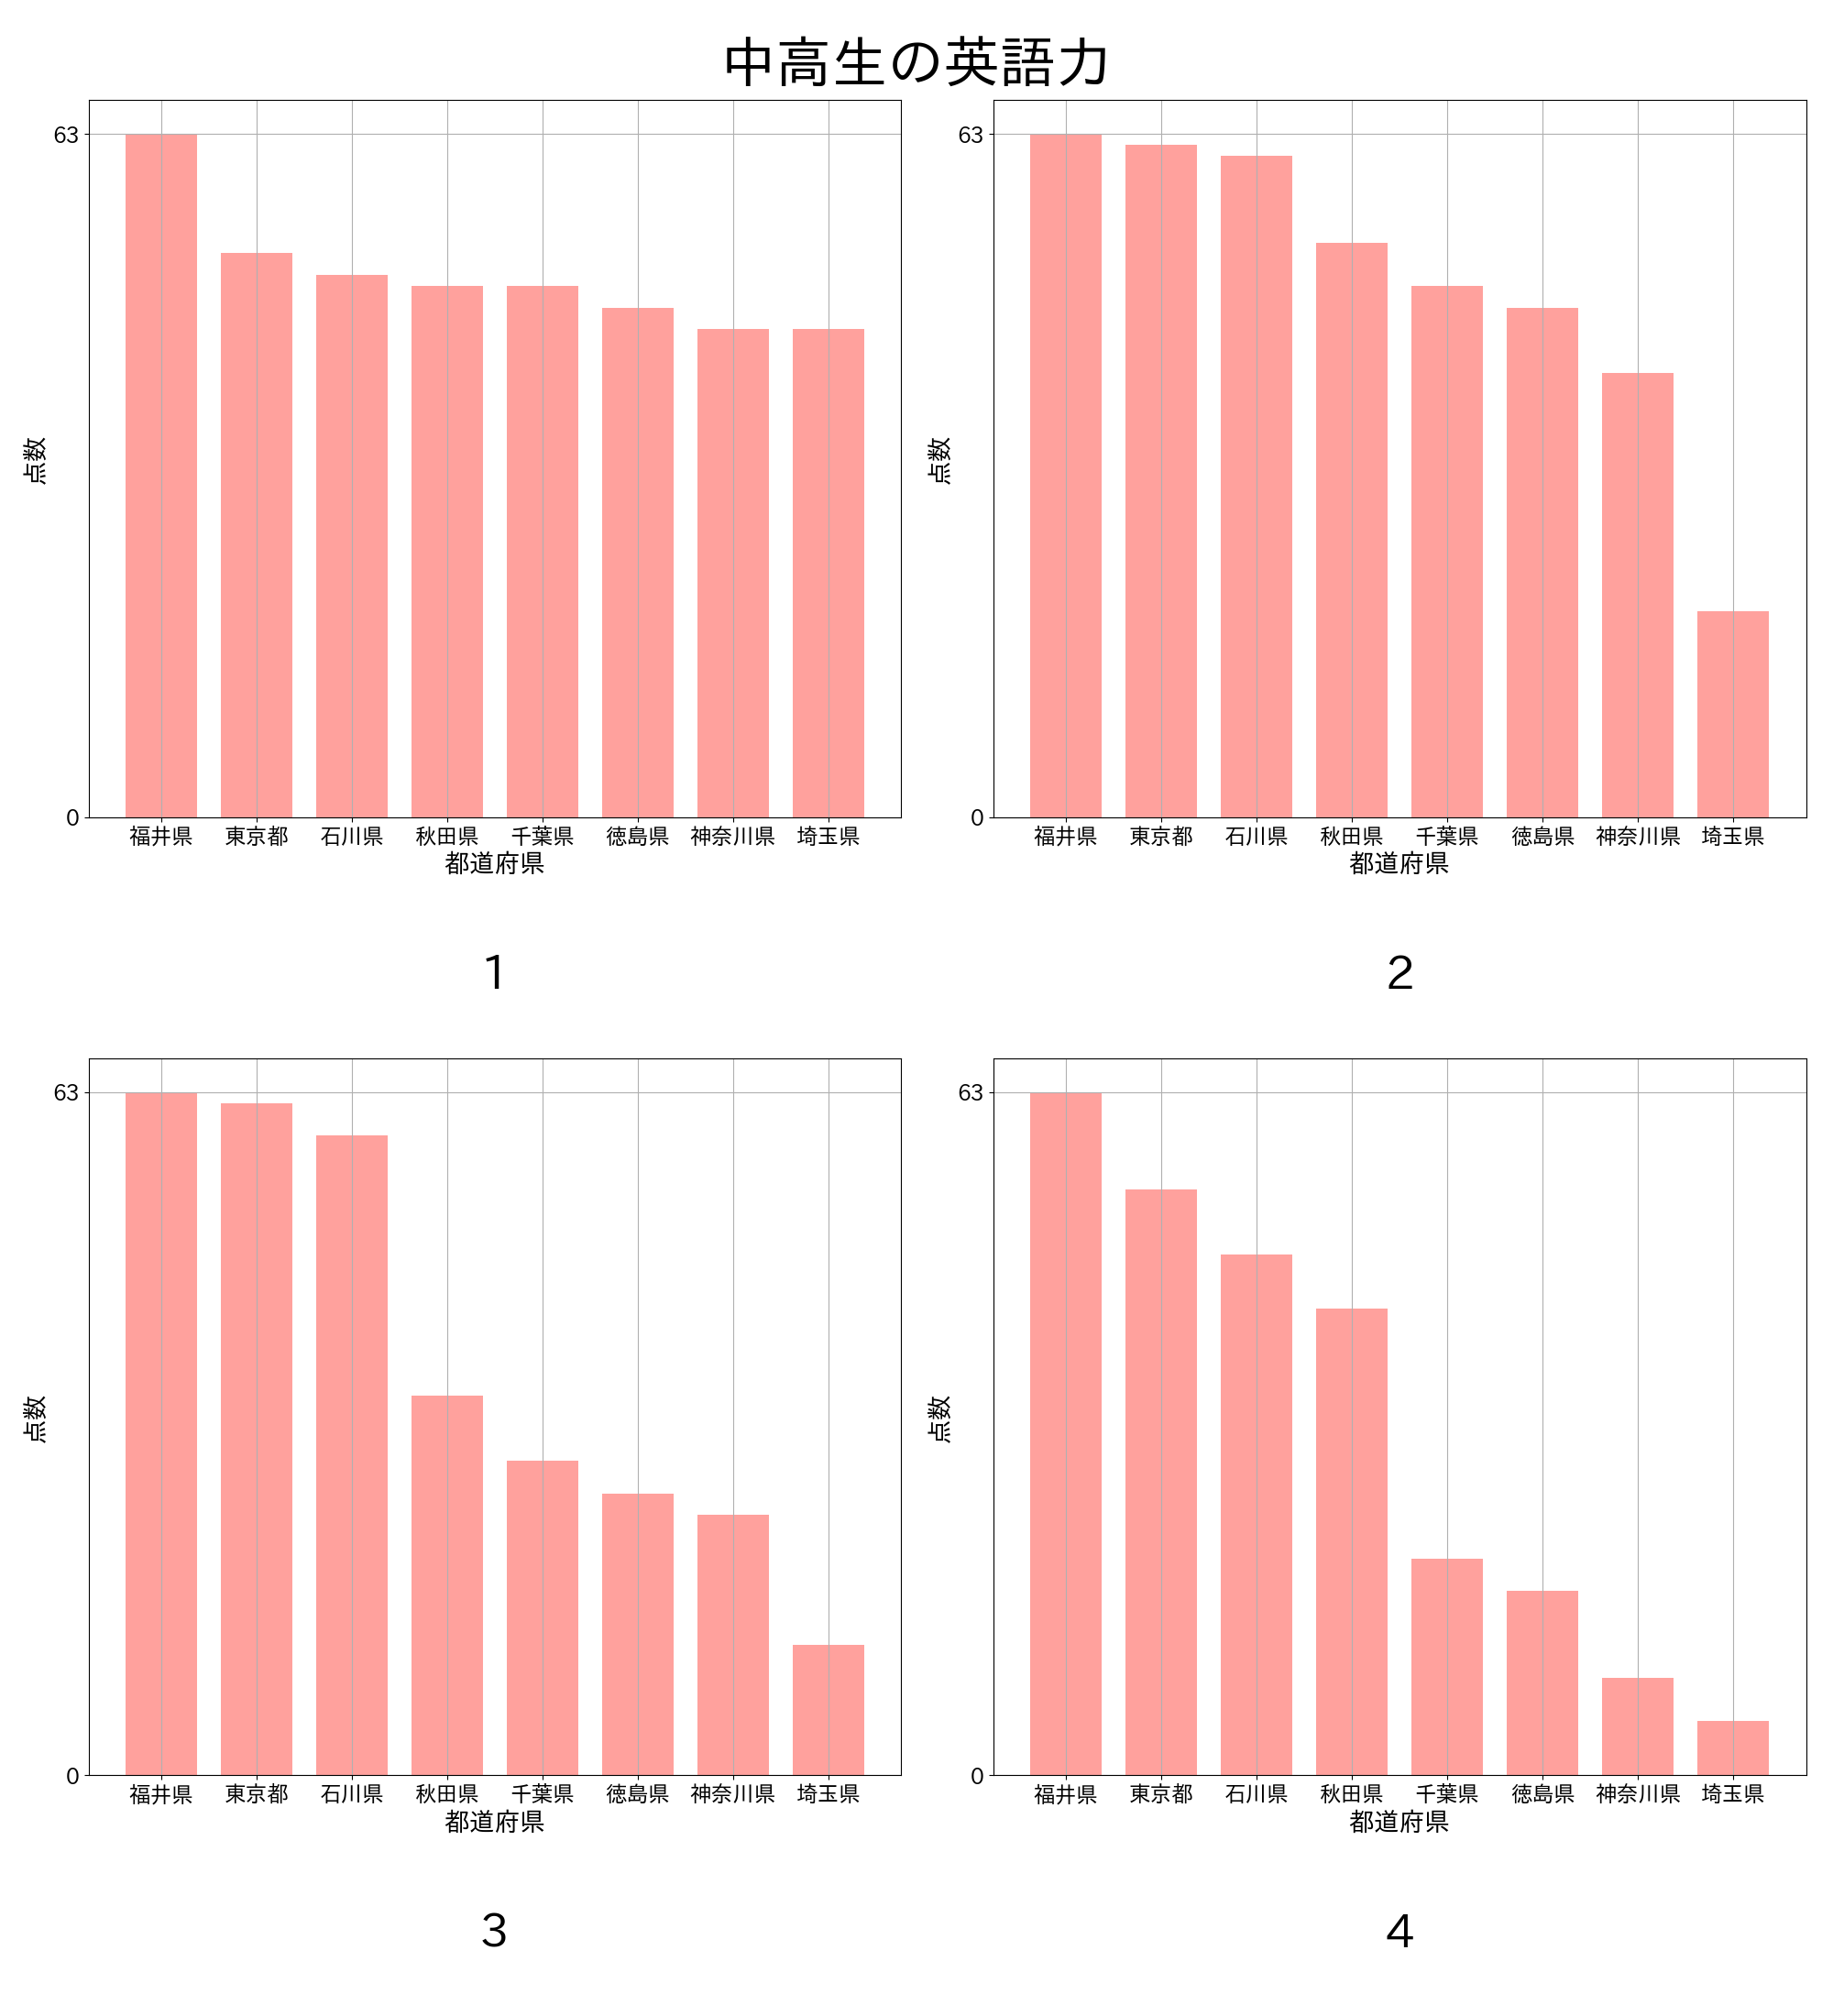 中高生の英語力
63
0
点数
福井県 東京都 石川県 秋田県 千葉県 徳島県 神奈川県 埼玉県
都道府県
1
63
0
点数
福井県 東京都 石川県 秋田県 千葉県 徳島県 神奈川県 埼玉県
都道府県
2
63
0
点数
福井県 東京都 石川県 秋田県 千葉県 徳島県 神奈川県 埼玉県
都道府県
3
63
0
点数
福井県 東京都 石川県 秋田県 千葉県 徳島県 神奈川県 埼玉県
都道府県
4